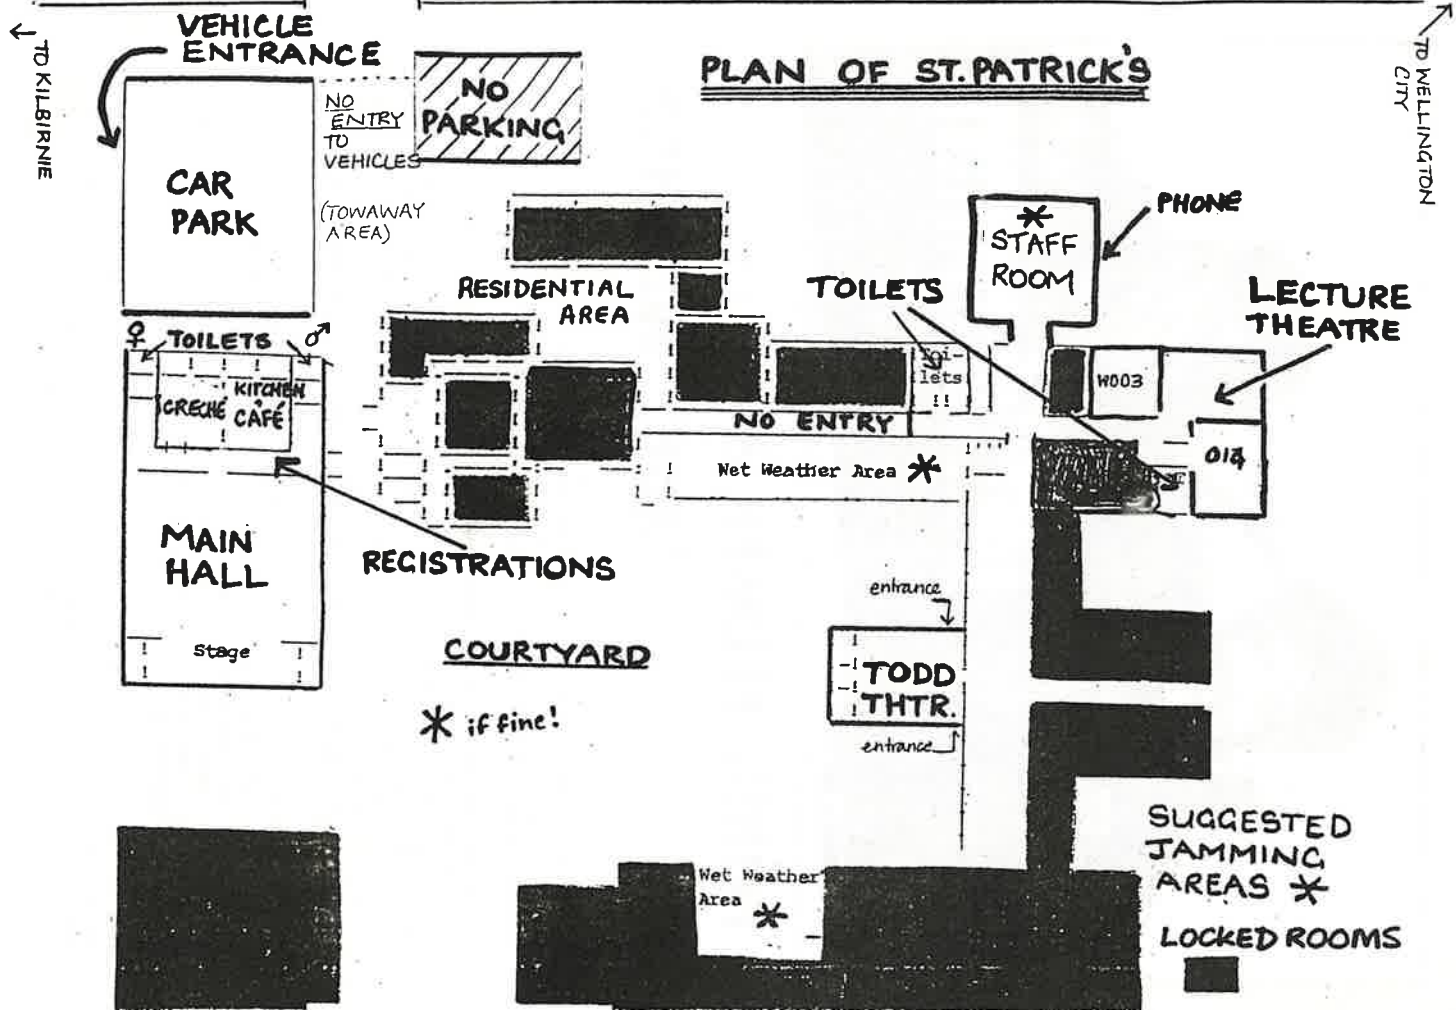 VEHICLE
ENTRANCE
← TO KILBIRNIE
PLAN OF ST. PATRICK'S
TO WELLINGTON
CITY
NO
PARKING
NO
ENTRY
TO
VEHICLES
(TOWAWAY
AREA)
CAR
PARK
PHONE
* STAFF
ROOM
RESIDENTIAL
AREA
TOILETS
LECTURE
THEATRE
♀ TOILETS ♂
toi-
lets
W003
CRECHÉ
KITCHEN
CAFÉ
NO ENTRY
014
Wet Weather Area *
MAIN
HALL
REGISTRATIONS
entrance
Stage
COURTYARD
TODD
THTR.
* if fine!
entrance
SUGGESTED
JAMMING
AREAS *
Wet Weather
Area *
LOCKED ROOMS